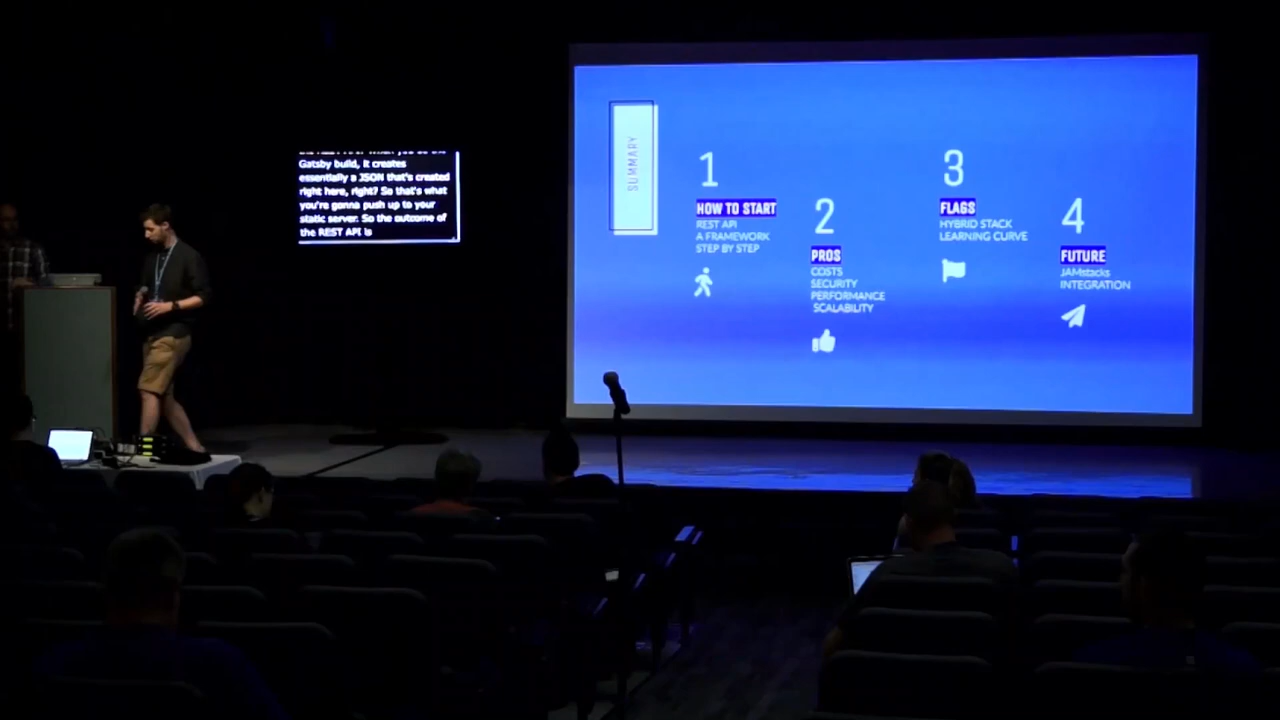 Gatsby build, it creates
essentially a JSON that's created
right here, right? So that's what
you're gonna push up to your
static server. So the outcome of
the REST API is
SUMMARY
1
HOW TO START
REST API
A FRAMEWORK
STEP BY STEP
2
PROS
COSTS
SECURITY
PERFORMANCE
SCALABILITY
3
FLAGS
HYBRID STACK
LEARNING CURVE
4
FUTURE
JAMstacks
INTEGRATION